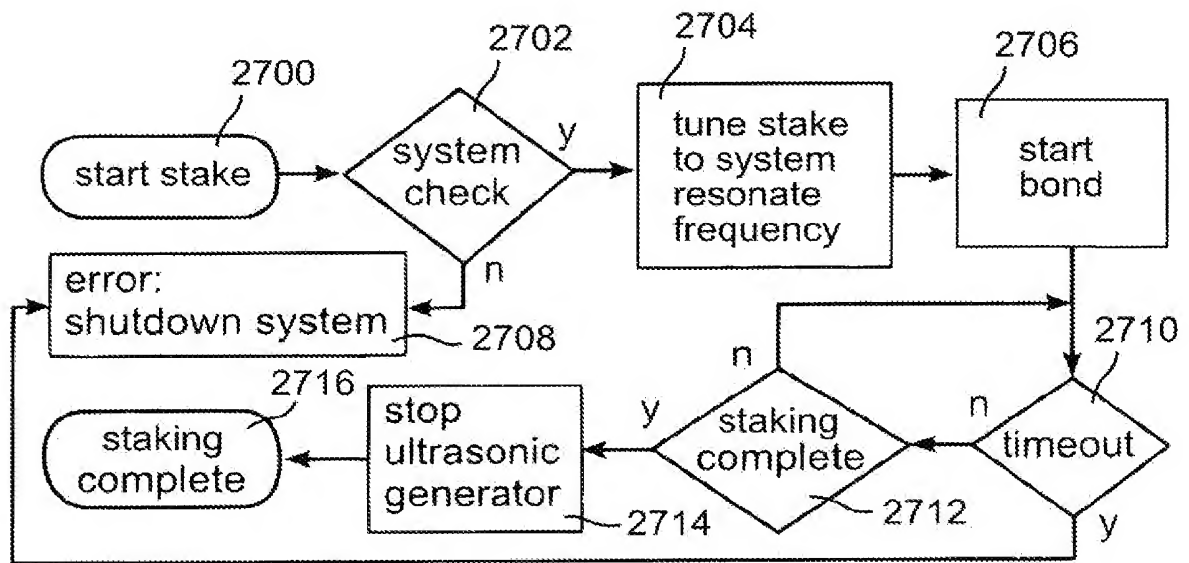 2700
start stake
2702
system
check
y
n
2704
tune stake
to system
resonate
frequency
2706
start
bond
error:
shutdown system
2708
2710
timeout
n
y
staking
complete
2712
n
y
stop
ultrasonic
generator
2714
2716
staking
complete